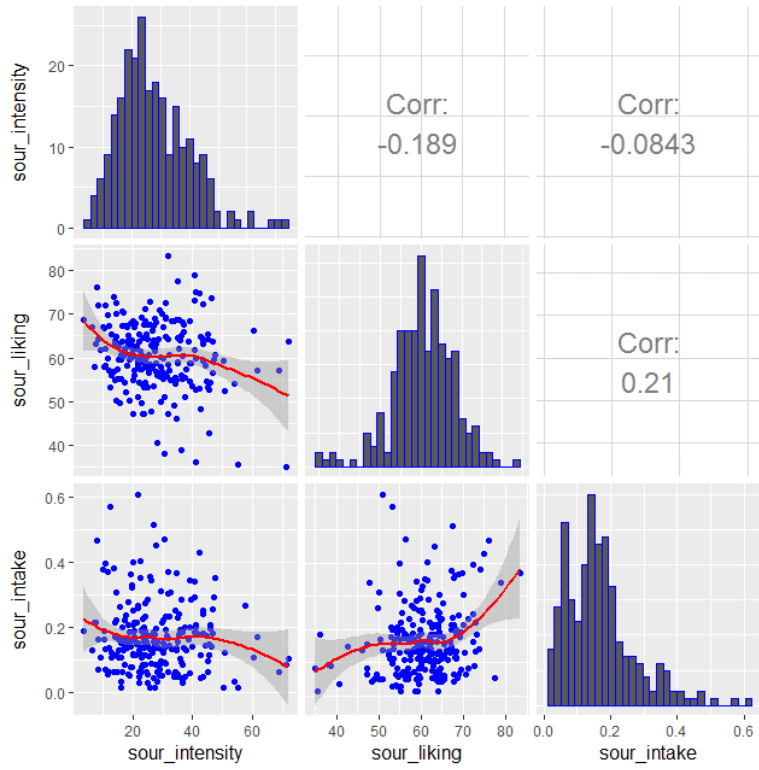 sour_intensity
20
10
0
Corr:
-0.189
Corr:
-0.0843
sour_liking
80
70
60
50
40
Corr:
0.21
sour_intake
0.6
0.4
0.2
0.0
20 40 60
40 50 60 70 80
0.0 0.2 0.4 0.6
sour_intensity sour_liking sour_intake